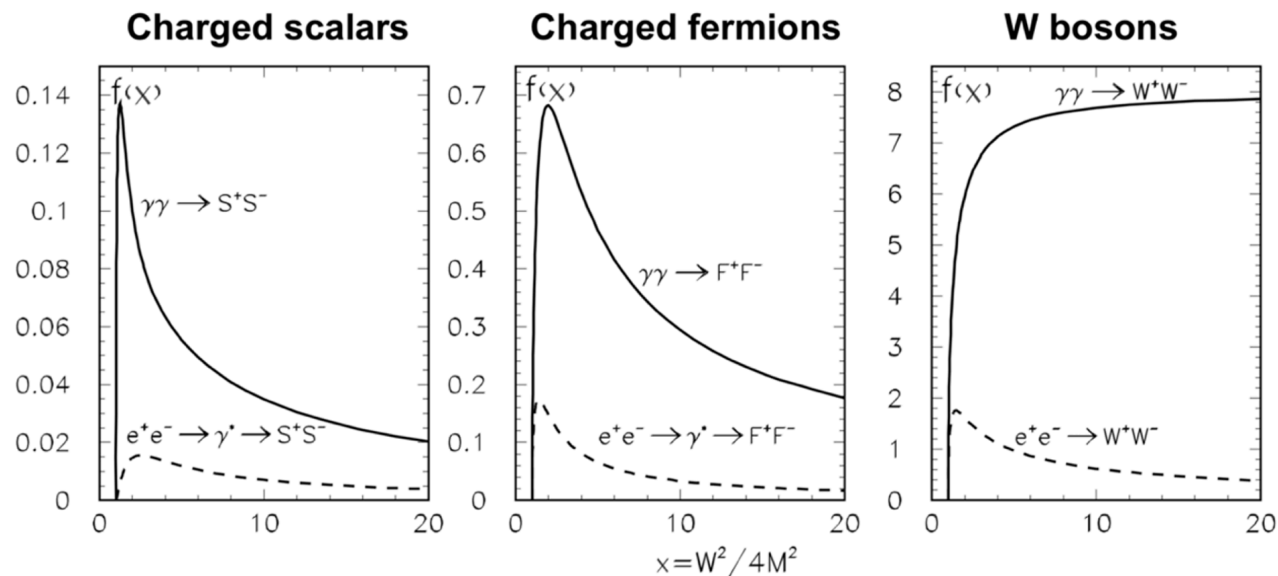 Charged scalars
f(x)
0.14
0.12
0.1
0.08
0.06
0.04
0.02
0
γγ → S⁺S⁻
e⁺e⁻ → γ* → S⁺S⁻
0 10 20
Charged fermions
f(x)
0.7
0.6
0.5
0.4
0.3
0.2
0.1
0
γγ → F⁺F⁻
e⁺e⁻ → γ* → F⁺F⁻
0 10 20
x=W²/4M²
W bosons
f(x)
8
7
6
5
4
3
2
1
0
γγ → W⁺W⁻
e⁺e⁻ → W⁺W⁻
0 10 20